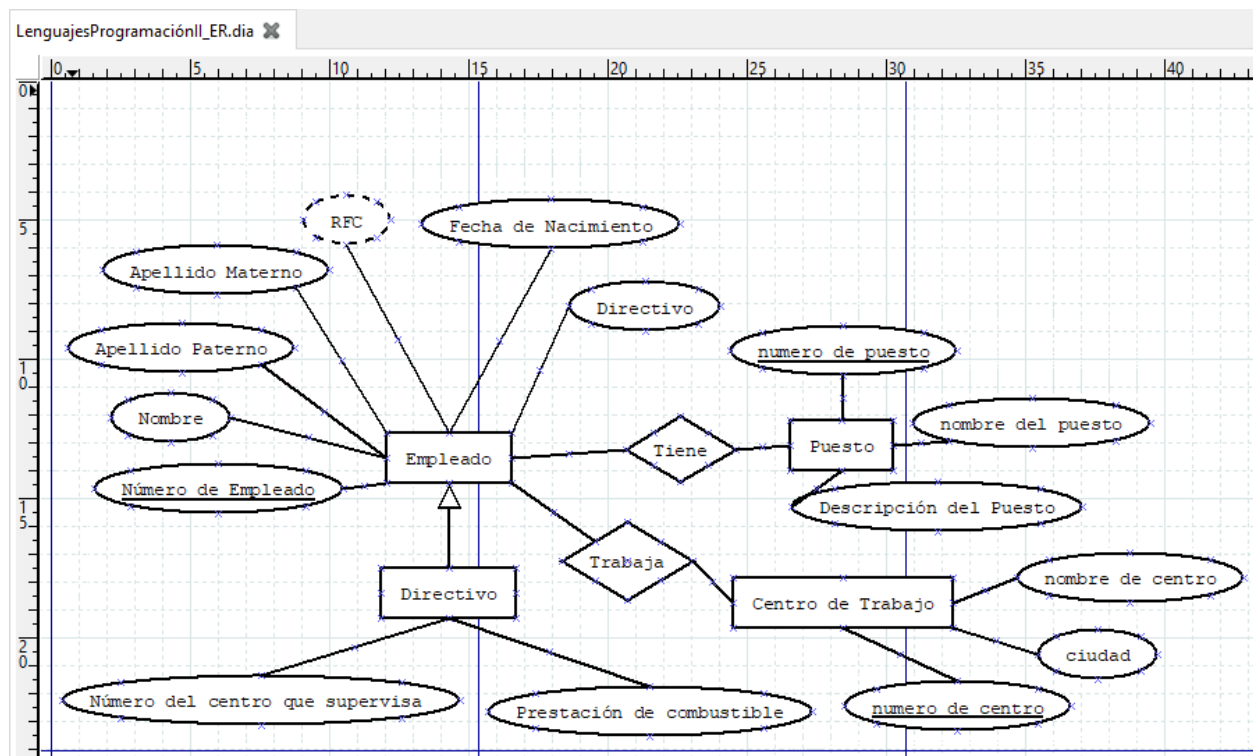 LenguajesProgramaciónII_ER.dia
0 5 10 15 20 25 30 35 40
0
5
10
15
20
RFC
Fecha de Nacimiento
Apellido Materno
Directivo
Apellido Paterno
numero de puesto
Nombre
nombre del puesto
Empleado
Tiene
Puesto
Número de Empleado
Descripción del Puesto
Trabaja
nombre de centro
Directivo
Centro de Trabajo
ciudad
Número del centro que supervisa
Prestación de combustible
numero de centro